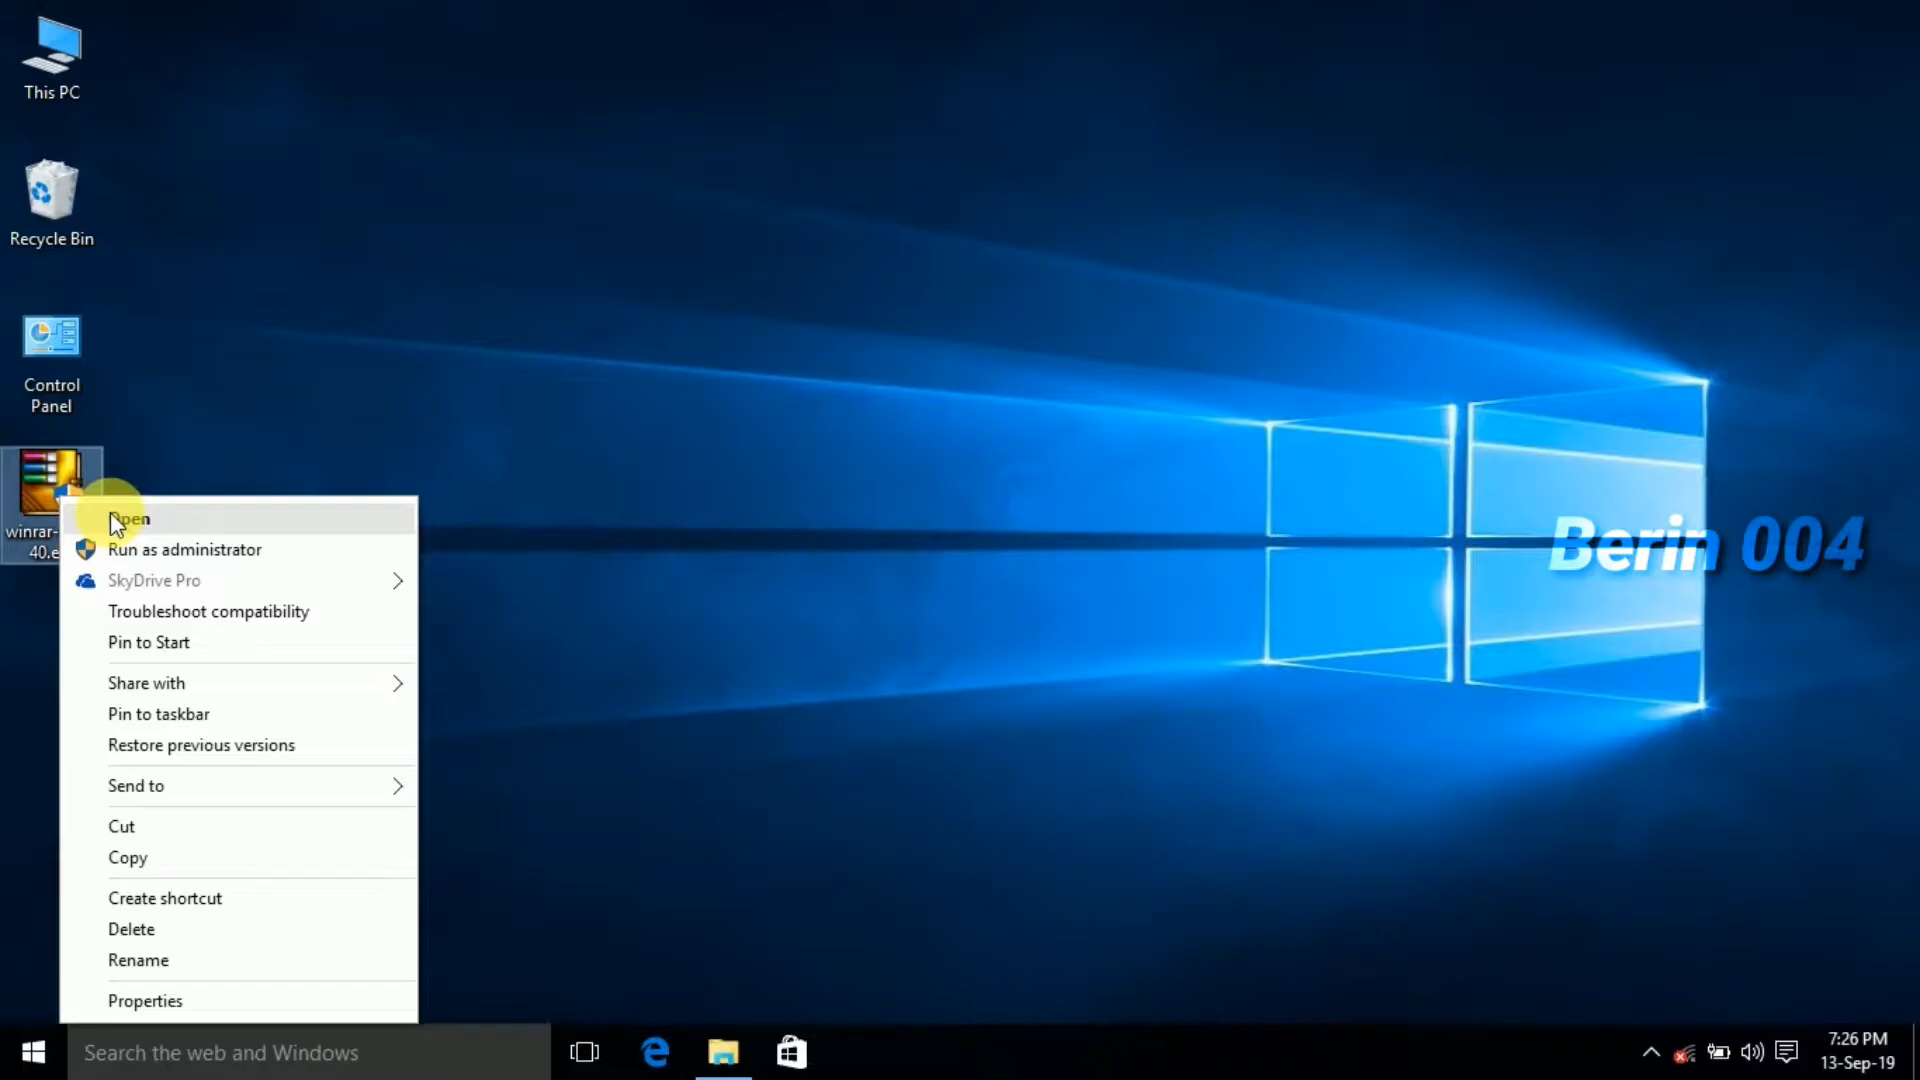 This PC
Recycle Bin
Control
Panel
winrar-
40.e
Open
Run as administrator
SkyDrive Pro
Troubleshoot compatibility
Pin to Start
Share with
Pin to taskbar
Restore previous versions
Send to
Cut
Copy
Create shortcut
Delete
Rename
Properties
Berin 004
Search the web and Windows
7:26 PM
13-Sep-19